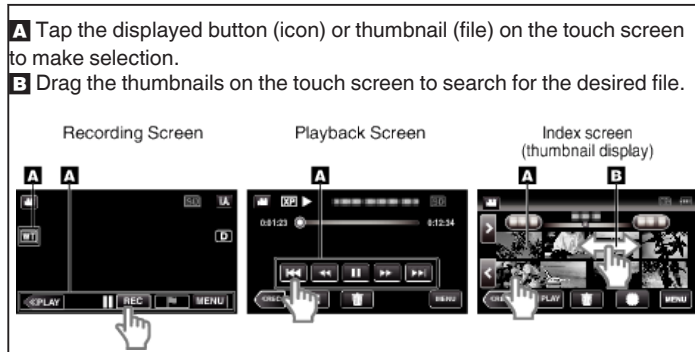 A Tap the displayed button (icon) or thumbnail (file) on the touch screen
to make selection.
B Drag the thumbnails on the touch screen to search for the desired file.
Recording Screen
Playback Screen
Index screen
(thumbnail display)
A A
A
A B
SD iA
W T
D
≪PLAY REC MENU
XP SD
0:01:23 0:12:34
≪REC MENU
PLAY MENU